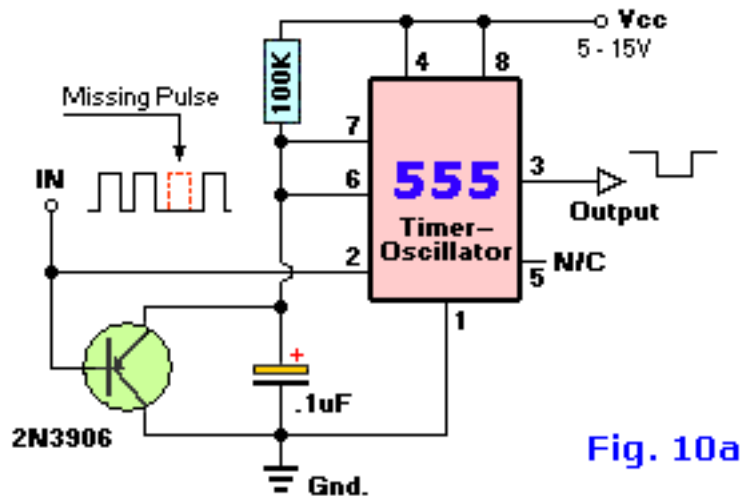 Vcc
5 - 15V
100K
4
8
Missing Pulse
7
IN
6
555
3
Timer–
Oscillator
Output
2
N/C
5
1
+
.1uF
2N3906
Gnd.
Fig. 10a